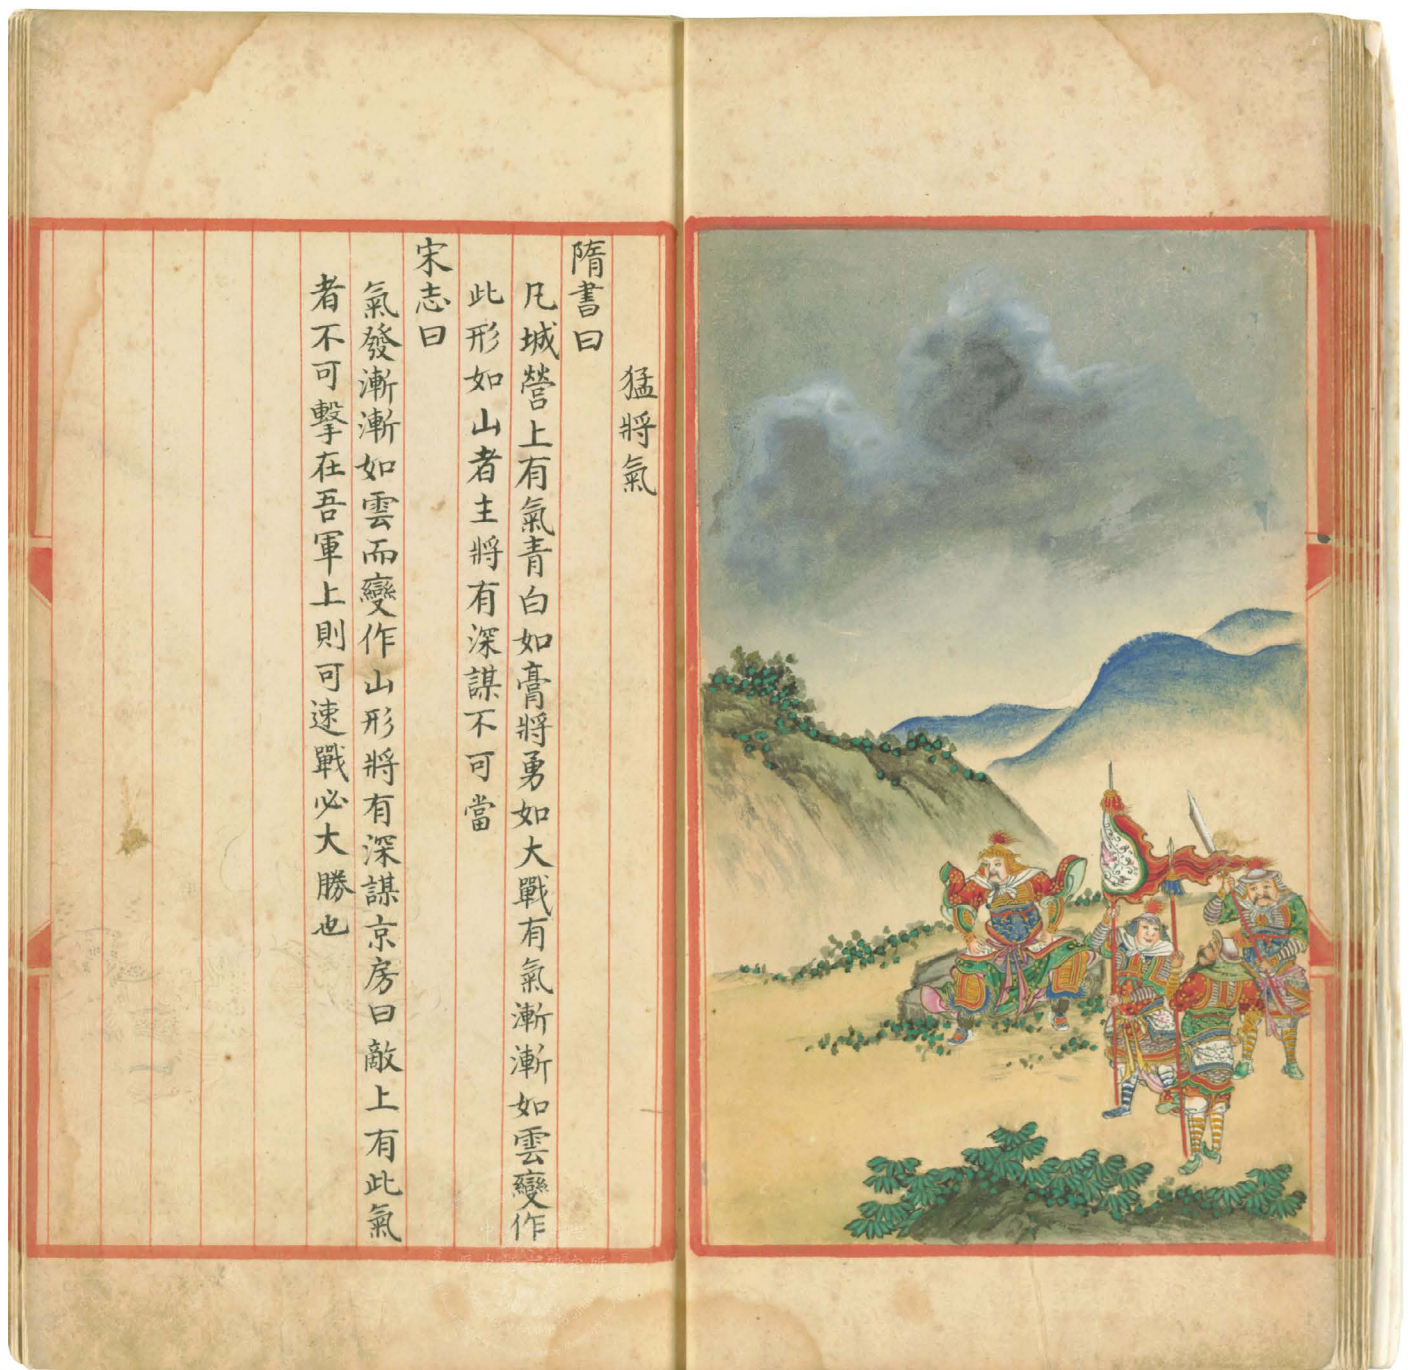 猛將氣
隋書曰
凡城營上有氣青白如膏將勇如大戰有氣漸漸如雲變作
此形如山者主將有深謀不可當
宋志曰
氣發漸漸如雲而變作山形將有深謀京房曰敵上有此氣
者不可擊在吾軍上則可速戰必大勝也